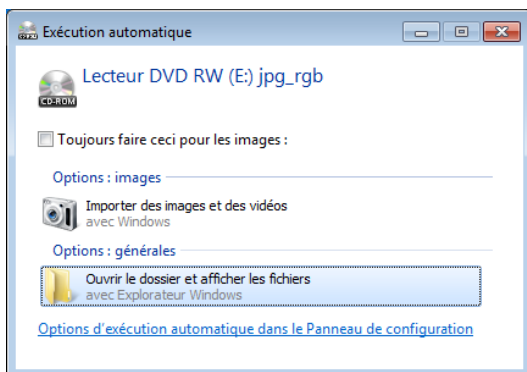 Exécution automatique
Lecteur DVD RW (E:) jpg_rgb
CD-ROM
Toujours faire ceci pour les images :
Options : images
Importer des images et des vidéos
avec Windows
Options : générales
Ouvrir le dossier et afficher les fichiers
avec Explorateur Windows
Options d'exécution automatique dans le Panneau de configuration